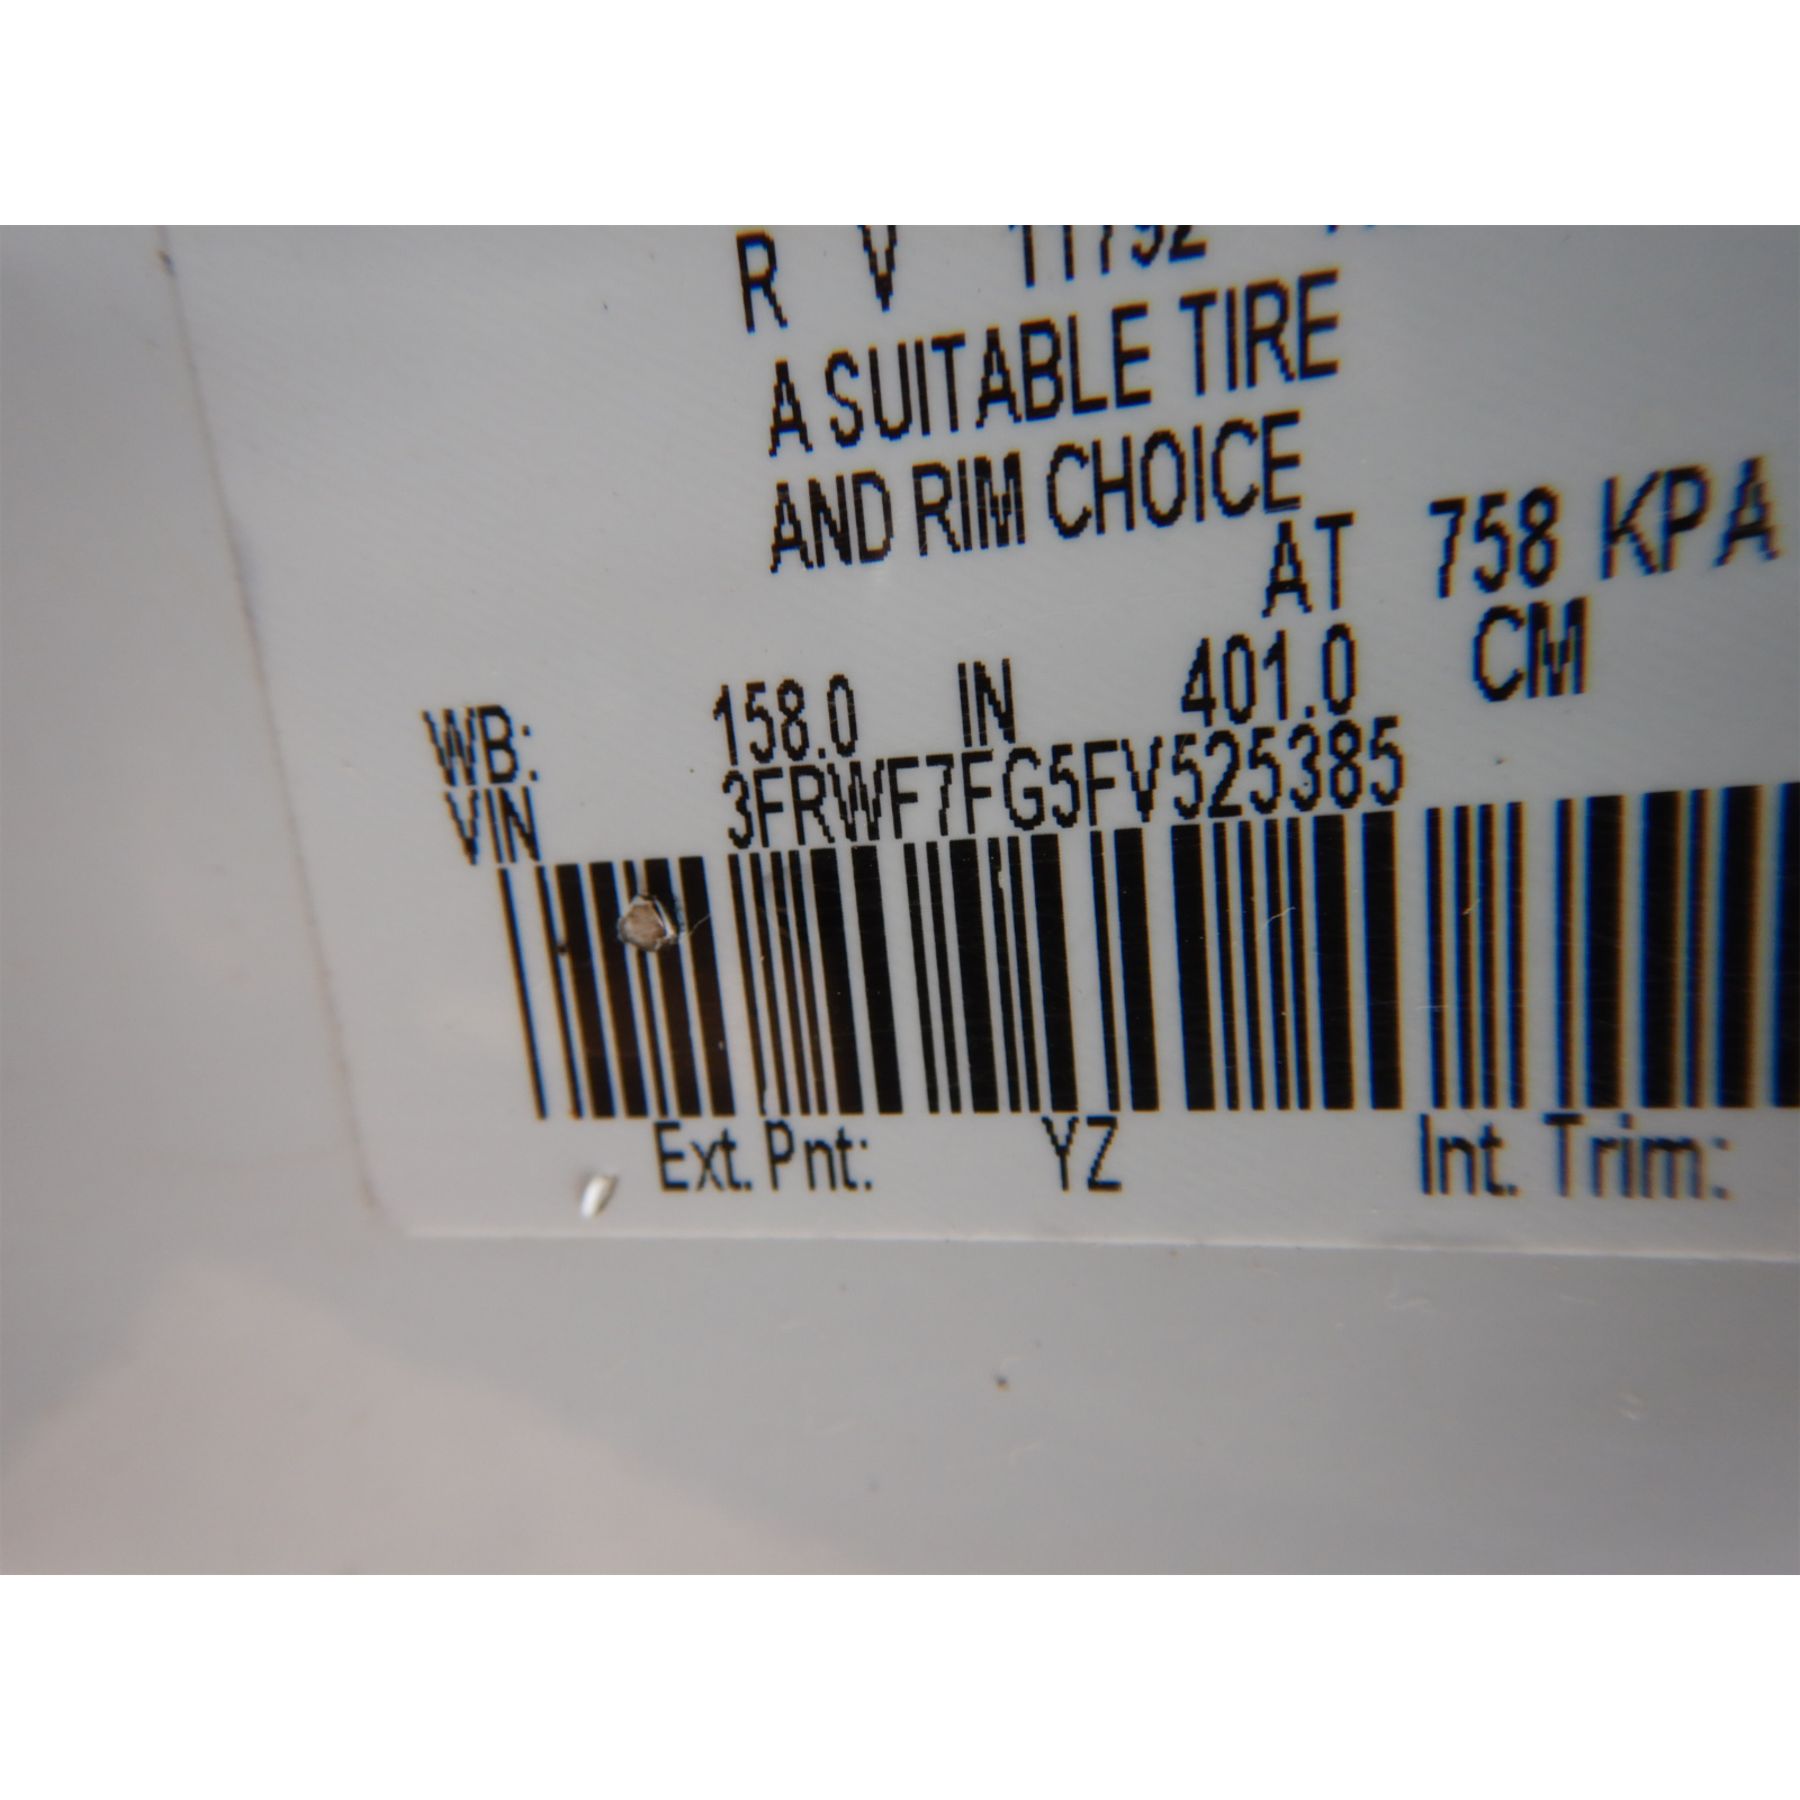 R V 11792
A SUITABLE TIRE
AND RIM CHOICE
AT 758 KPA
WB: 158.0 IN 401.0 CM
VIN 3FRWF7FG5FV525385
Ext. Pnt: YZ Int. Trim: